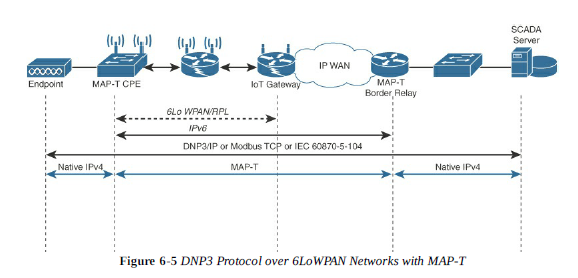 SCADA
Server
IP WAN
Endpoint
MAP-T CPE
IoT Gateway
MAP-T
Border Relay
6Lo WPAN/RPL
IPv6
DNP3/IP or Modbus TCP or IEC 60870-5-104
Native IPv4
MAP-T
Native IPv4
Figure 6-5 DNP3 Protocol over 6LoWPAN Networks with MAP-T